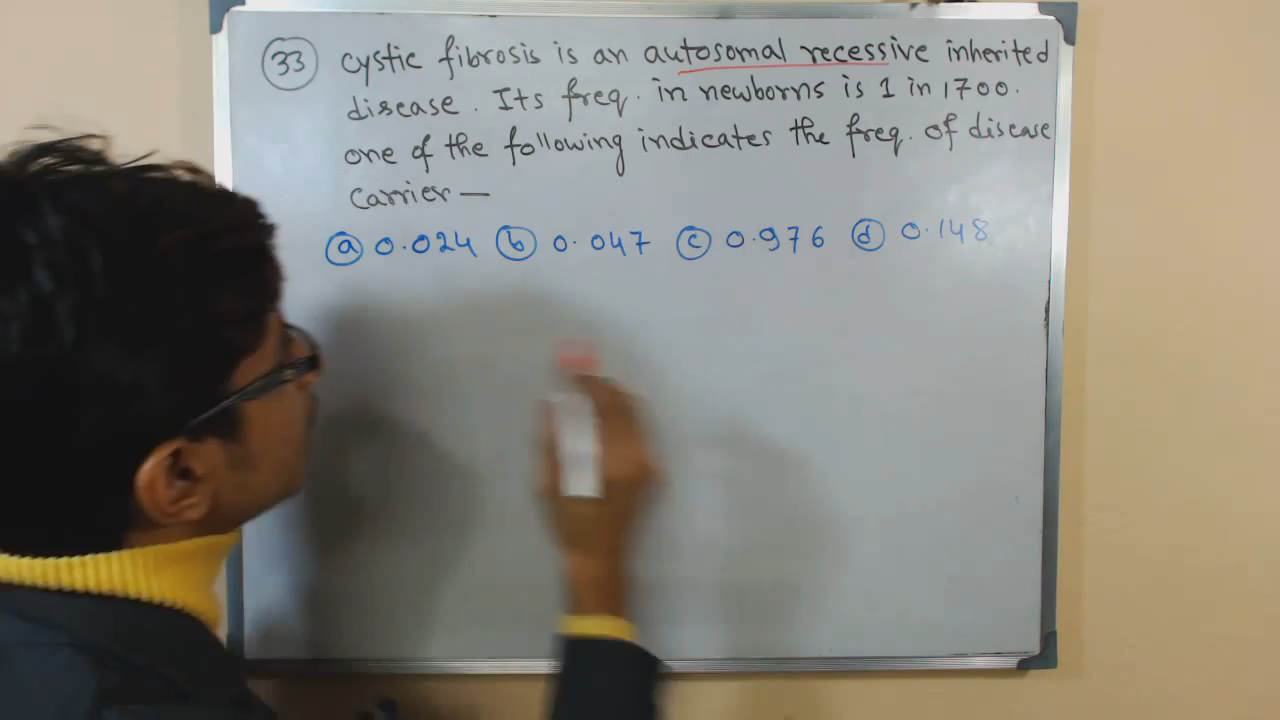 33 cystic fibrosis is an autosomal recessive inherited
disease. Its freq. in newborns is 1 in 1700.
one of the following indicates the freq. of disease
carrier —
a 0.024 b 0.047 c 0.976 d 0.148